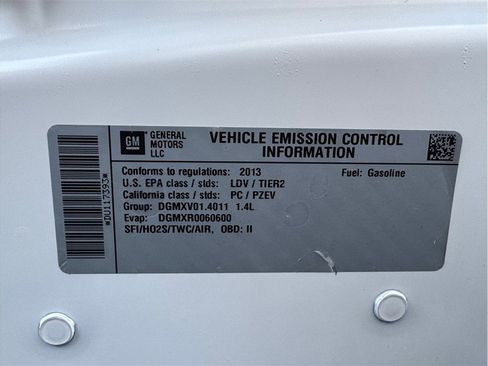 GM
GENERAL
MOTORS
LLC
VEHICLE EMISSION CONTROL
INFORMATION
Conforms to regulations: 2013
Fuel: Gasoline
U.S. EPA class / stds: LDV / TIER2
California class / stds: PC / PZEV
Group: DGMXV01.4011 1.4L
Evap: DGMXR0060600
SFI/HO2S/TWC/AIR, OBD: II
*DU117393*